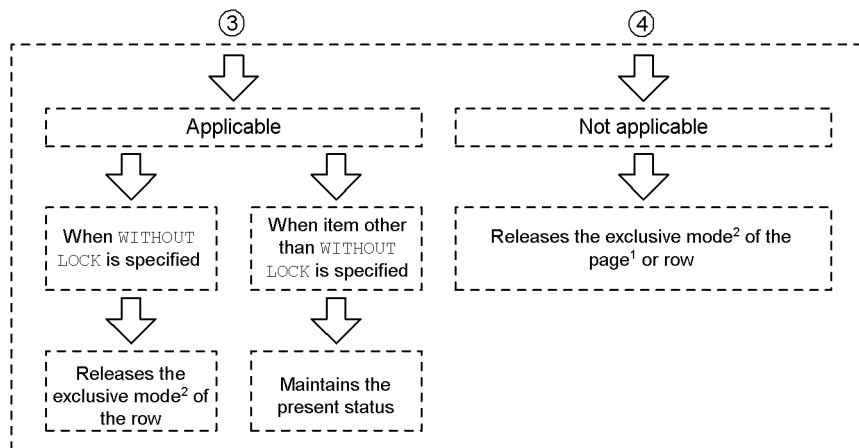 ③
④
Applicable
Not applicable
When WITHOUT
LOCK is specified
When item other
than WITHOUT
LOCK is specified
Releases the exclusive mode² of the
page¹ or row
Releases the
exclusive mode² of
the row
Maintains the
present status